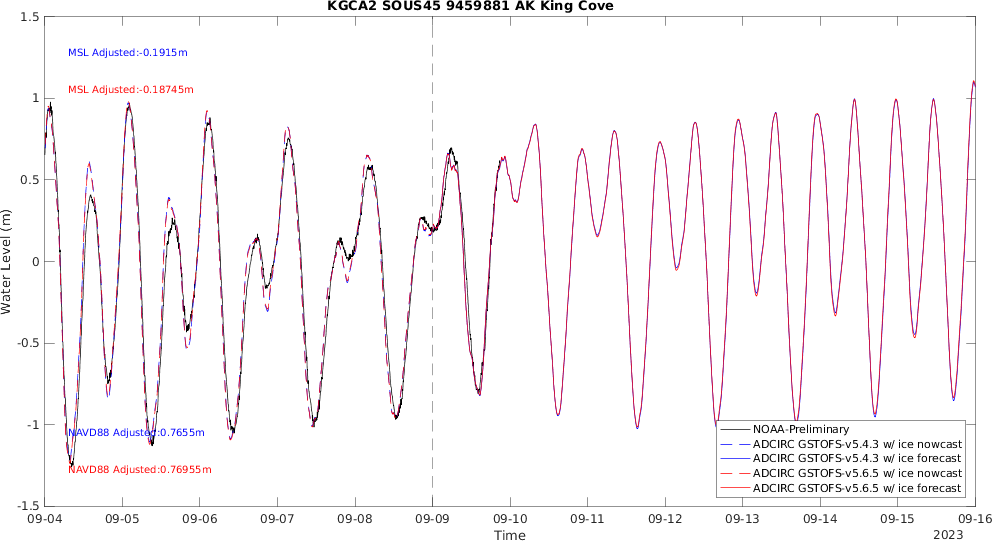 KGCA2 SOUS45 9459881 AK King Cove
1.5
1
0.5
0
-0.5
-1
-1.5
Water Level (m)
MSL Adjusted:-0.1915m
MSL Adjusted:-0.18745m
NAVD88 Adjusted:0.7655m
NAVD88 Adjusted:0.76955m
NOAA-Preliminary
ADCIRC GSTOFS-v5.4.3 w/ ice nowcast
ADCIRC GSTOFS-v5.4.3 w/ ice forecast
ADCIRC GSTOFS-v5.6.5 w/ ice nowcast
ADCIRC GSTOFS-v5.6.5 w/ ice forecast
09-04 09-05 09-06 09-07 09-08 09-09 09-10 09-11 09-12 09-13 09-14 09-15 09-16
Time
2023